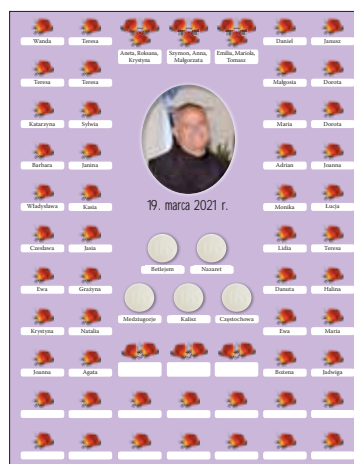 Wanda Teresa Aneta, Roksana, Krystyna Szymon, Anna, Małgorzata Emilia, Mariola, Tomasz Daniel Janusz
Teresa Teresa Małgosia Dorota
Katarzyna Sylwia Maria Dorota
Barbara Janina Adrian Joanna
Władysława Kasia Monika Łucja
19. marca 2021 r.
Czesława Jasia Lidia Teresa
Betlejem Nazaret
Ewa Grażyna Danuta Halina
Medziugorje Kalisz Częstochowa
Krystyna Natalia Ewa Maria
Joanna Agata Bożena Jadwiga